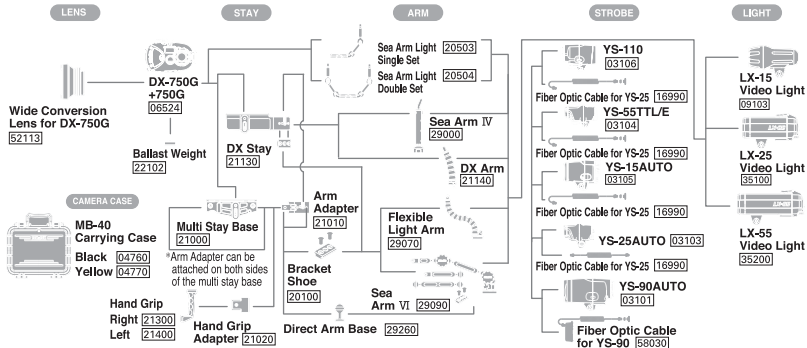 LENS
STAY
ARM
STROBE
LIGHT
Wide Conversion
Lens for DX-750G
52113
DX-750G
+750G
06524
Ballast Weight
22102
CAMERA CASE
MB-40
Carrying Case
Black 04760
Yellow 04770
DX Stay
21130
Multi Stay Base
21000
*Arm Adapter can be
attached on both sides
of the multi stay base
Arm
Adapter
21010
Hand Grip
Right 21300
Left 21400
Hand Grip
Adapter 21020
Bracket
Shoe
20100
Direct Arm Base 29260
Sea Arm Light 20503
Single Set
Sea Arm Light 20504
Double Set
Sea Arm Ⅳ
29000
DX Arm
21140
Flexible
Light Arm
29070
Sea
Arm Ⅵ 29090
YS-110
03106
Fiber Optic Cable for YS-25 16990
YS-55TTL/E
03104
Fiber Optic Cable for YS-25 16990
YS-15AUTO
03105
Fiber Optic Cable for YS-25 16990
YS-25AUTO 03103
Fiber Optic Cable for YS-25 16990
YS-90AUTO
03101
Fiber Optic Cable
for YS-90 58030
LX-15
Video Light
09103
LX-25
Video Light
35100
LX-55
Video Light
35200